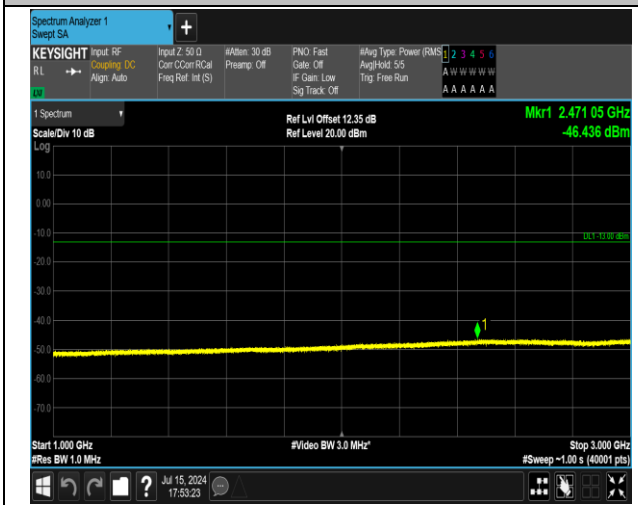 Spectrum Analyzer 1
Swept SA
+
KEYSIGHT
RL
Input: RF
Coupling: DC
Align: Auto
Input Z: 50 Ω
Corr CCorr RCal
Freq Ref: Int (S)
#Atten: 30 dB
Preamp: Off
PNO: Fast
Gate: Off
IF Gain: Low
Sig Track: Off
#Avg Type: Power (RMS
Avg|Hold: 5/5
Trig: Free Run
1 2 3 4 5 6
A W W W W W
A A A A A A
1 Spectrum
Scale/Div 10 dB
Log
Ref Lvl Offset 12.35 dB
Ref Level 20.00 dBm
Mkr1 2.471 05 GHz
-46.436 dBm
10.0
0.00
-10.0
DL1 -13.00 dBm
-20.0
-30.0
-40.0
1
-50.0
-60.0
-70.0
Start 1.000 GHz
#Res BW 1.0 MHz
#Video BW 3.0 MHz*
Stop 3.000 GHz
#Sweep ~1.00 s (40001 pts)
?
Jul 15, 2024
17:53:23